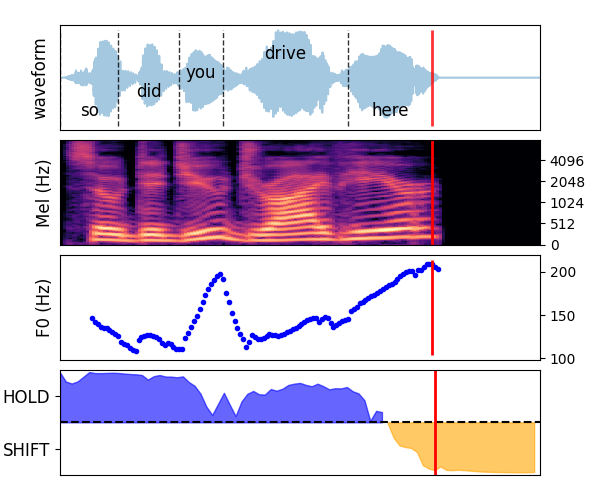 waveform
so
did
you
drive
here
Mel (Hz)
4096
2048
1024
512
0
F0 (Hz)
200
150
100
HOLD
SHIFT